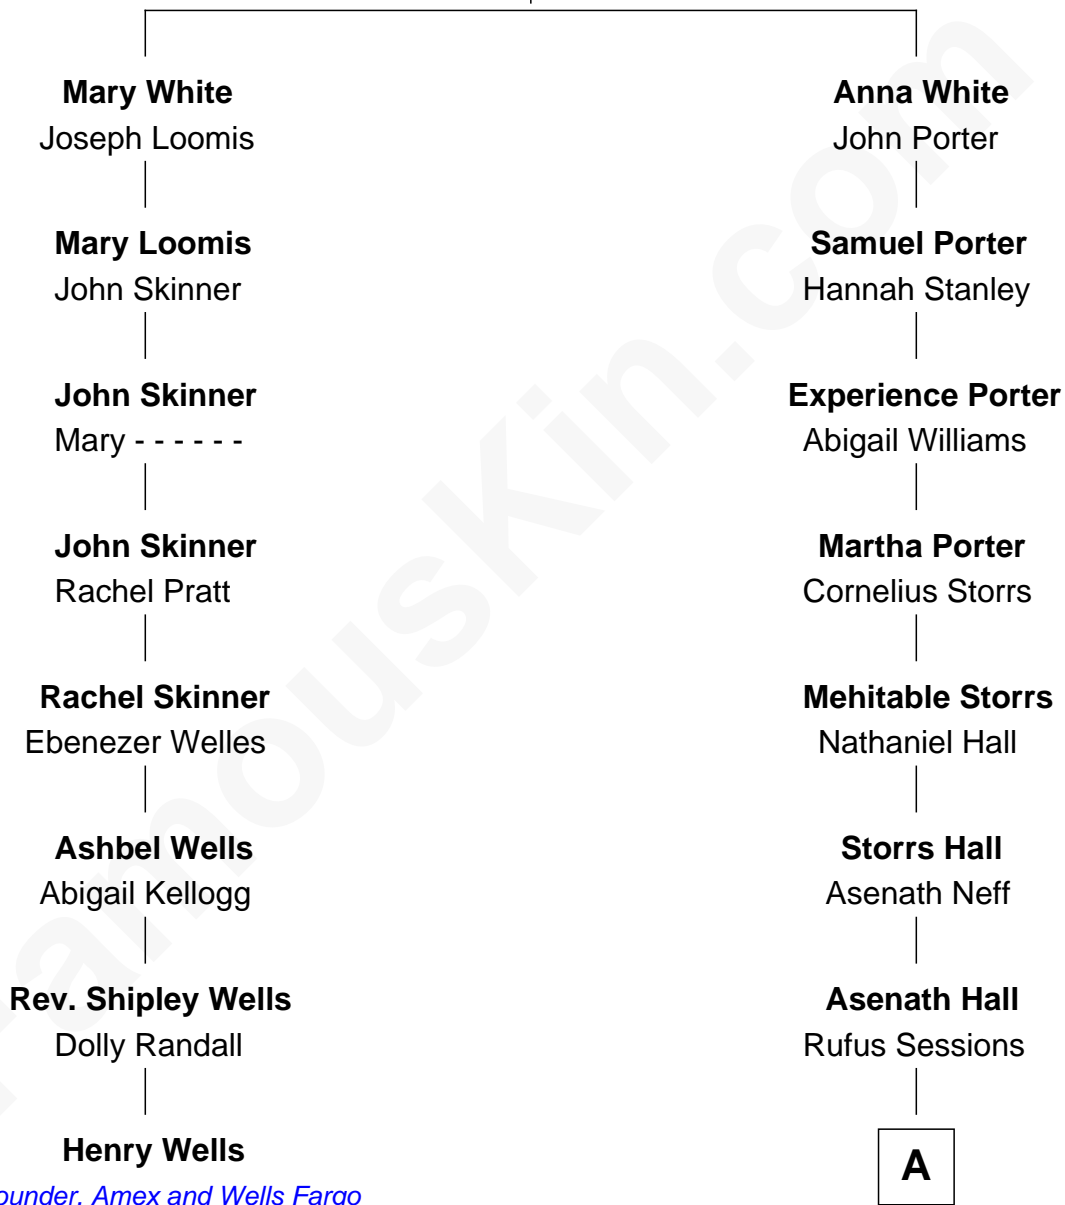 Mary White
Joseph Loomis
Mary Loomis
John Skinner
John Skinner
Mary - - - - - -
John Skinner
Rachel Pratt
Rachel Skinner
Ebenezer Welles
Ashbel Wells
Abigail Kellogg
Rev. Shipley Wells
Dolly Randall
Henry Wells
ounder, Amex and Wells Fargo
Anna White
John Porter
Samuel Porter
Hannah Stanley
Experience Porter
Abigail Williams
Martha Porter
Cornelius Storrs
Mehitable Storrs
Nathaniel Hall
Storrs Hall
Asenath Neff
Asenath Hall
Rufus Sessions
A
FamousKin.com